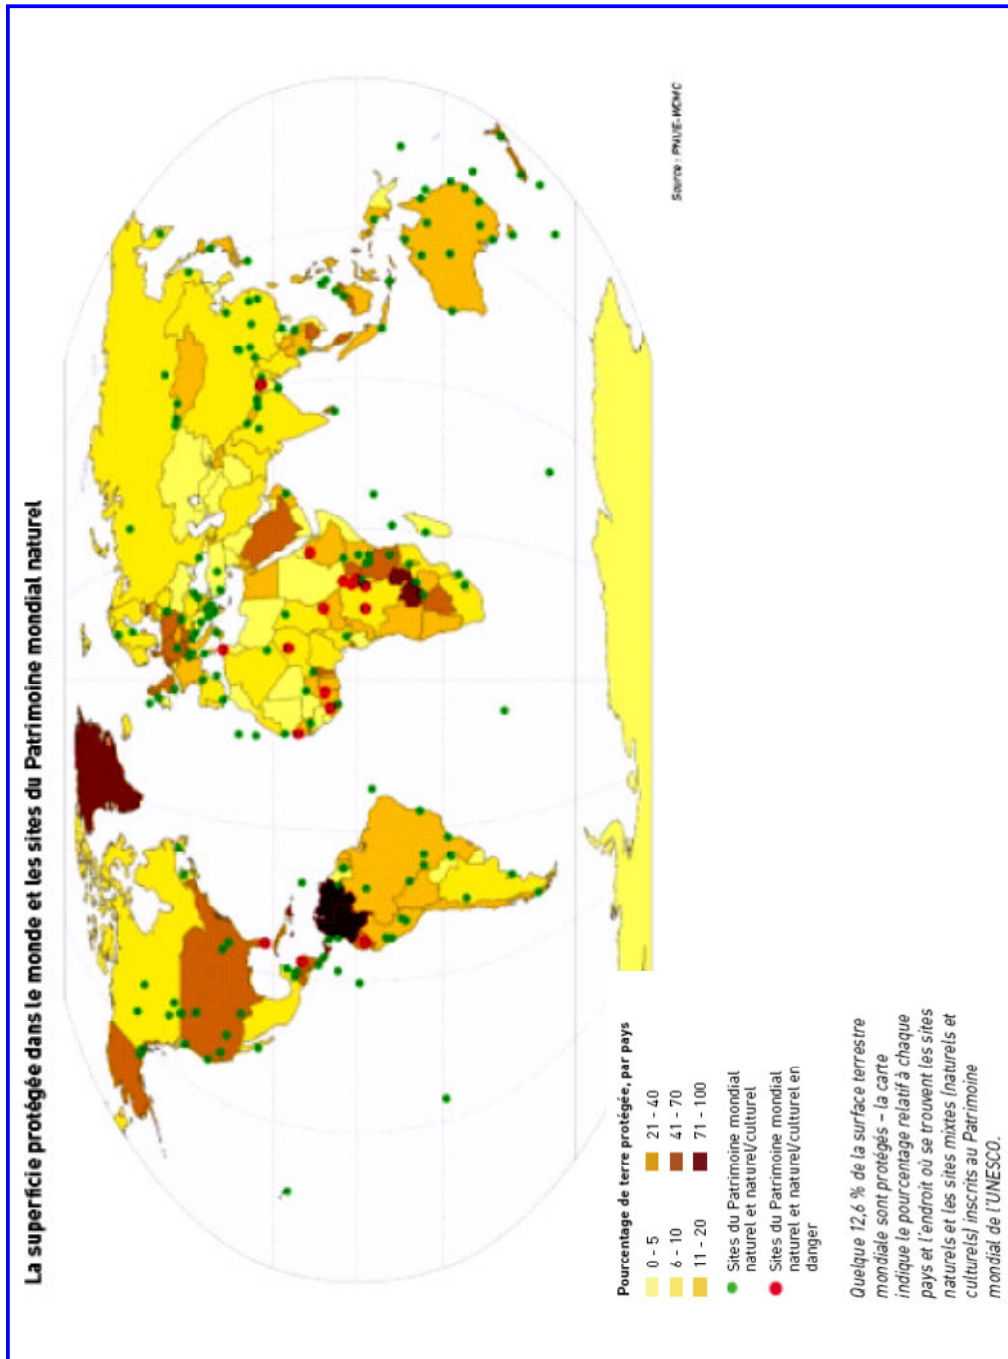 La superficie protégée dans le monde et les sites du Patrimoine mondial naturel
Source : PNUE-WCMC
Pourcentage de terre protégée, par pays
0 - 5
6 - 10
11 - 20
21 - 40
41 - 70
71 - 100
Sites du Patrimoine mondial
naturel et naturel/culturel
Sites du Patrimoine mondial
naturel et naturel/culturel en
danger
Quelque 12,6 % de la surface terrestre
mondiale sont protégés – la carte
indique le pourcentage relatif à chaque
pays et l'endroit où se trouvent les sites
naturels et les sites mixtes (naturels et
culturels) inscrits au Patrimoine
mondial de l'UNESCO.